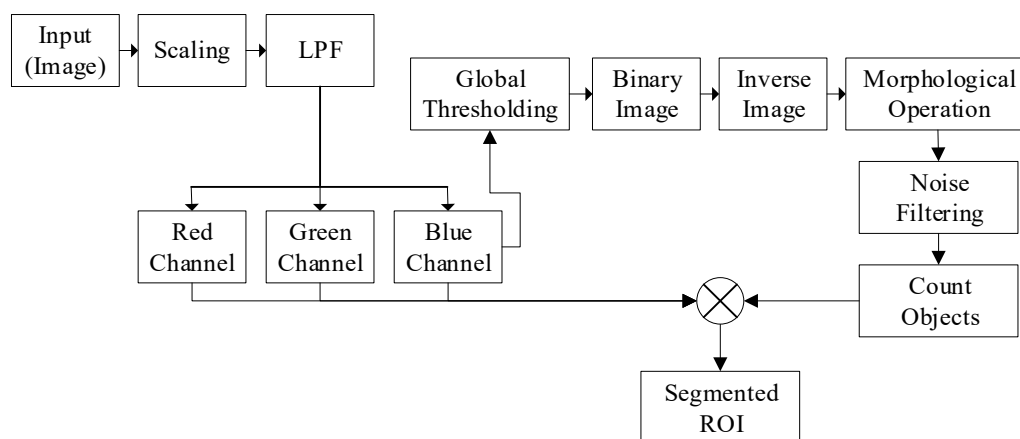 Input
(Image)
Scaling
LPF
Global
Thresholding
Binary
Image
Inverse
Image
Morphological
Operation
Noise
Filtering
Red
Channel
Green
Channel
Blue
Channel
Count
Objects
Segmented
ROI